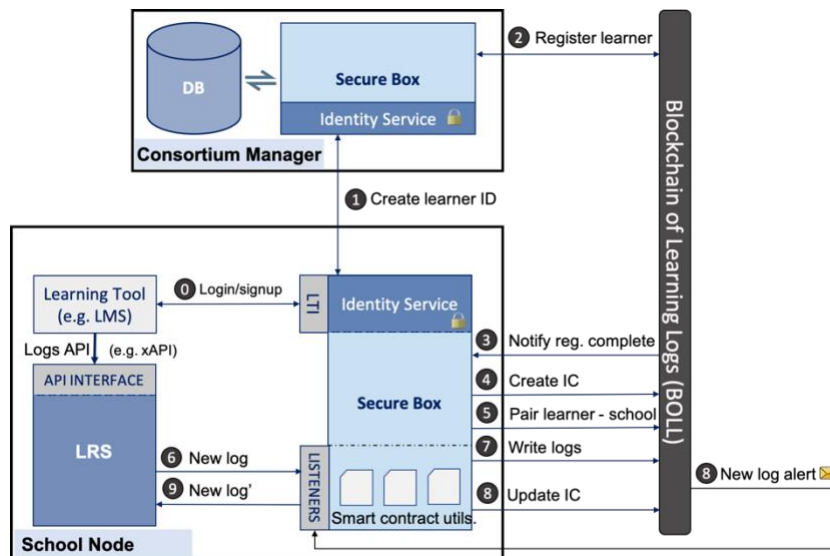 2 Register learner
DB
Secure Box
Identity Service
Consortium Manager
1 Create learner ID
Blockchain of Learning Logs (BOLL)
Learning Tool
(e.g. LMS)
0 Login/signup
LTI
Identity Service
Logs API (e.g. xAPI)
3 Notify reg. complete
API INTERFACE
4 Create IC
Secure Box
5 Pair learner - school
LRS
6 New log
7 Write logs
LISTENERS
8 New log alert
9 New log'
8 Update IC
Smart contract utils.
School Node